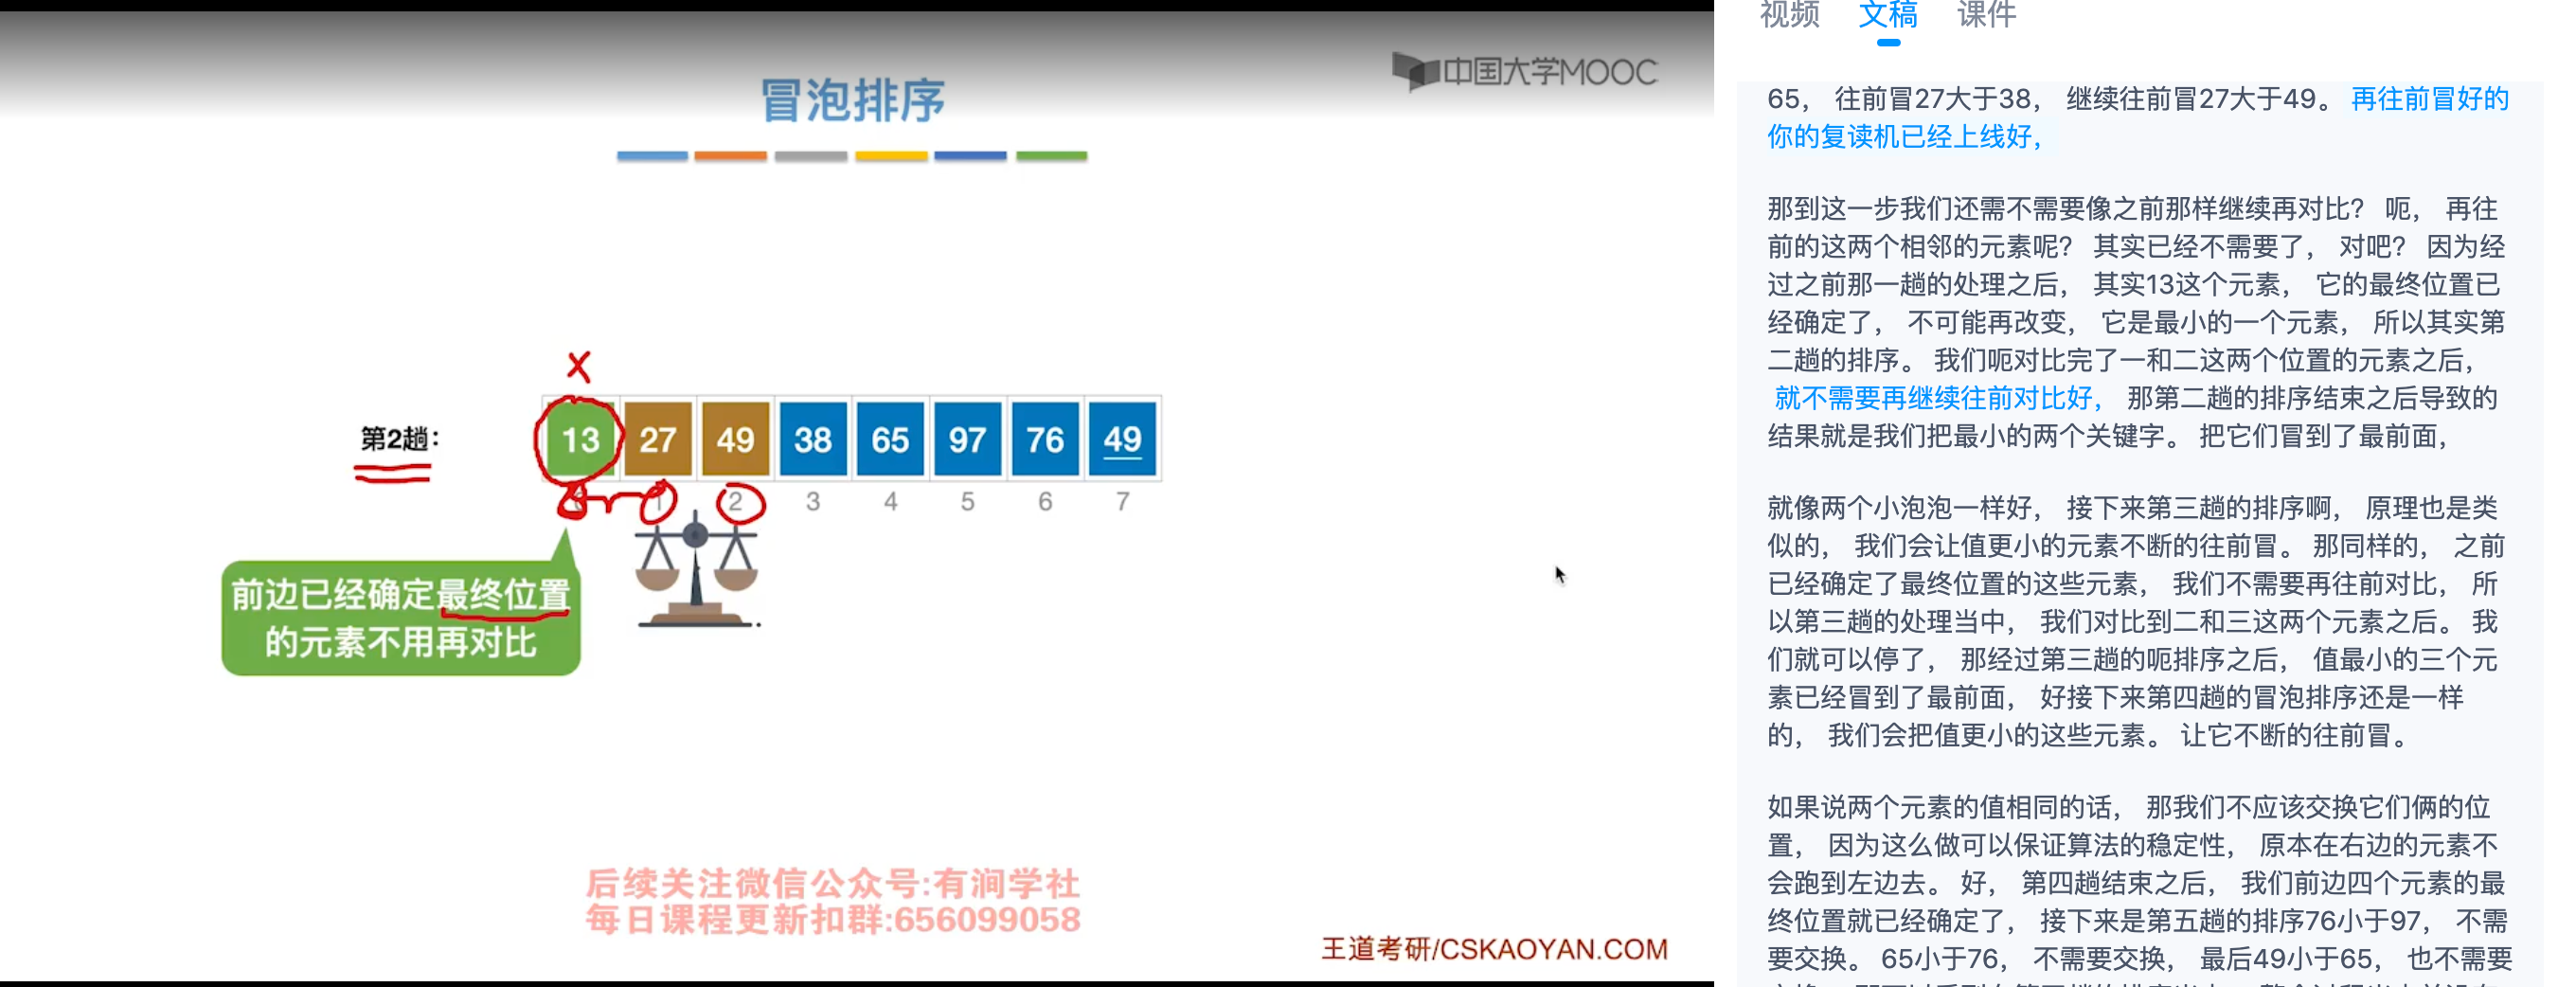 中国大学MOOC
冒泡排序
第2趟：
13 27 49 38 65 97 76 49
1 2 3 4 5 6 7
前边已经确定最终位置
的元素不用再对比
后续关注微信公众号:有涧学社
每日课程更新扣群:656099058
王道考研/CSKAOYAN.COM
视频 文稿 课件
65， 往前冒27大于38， 继续往前冒27大于49。 再往前冒好的
你的复读机已经上线好，
那到这一步我们还需不需要像之前那样继续再对比？ 呃， 再往
前的这两个相邻的元素呢？ 其实已经不需要了， 对吧？ 因为经
过之前那一趟的处理之后， 其实13这个元素， 它的最终位置已
经确定了， 不可能再改变， 它是最小的一个元素， 所以其实第
二趟的排序。 我们呃对比完了一和二这两个位置的元素之后，
就不需要再继续往前对比好， 那第二趟的排序结束之后导致的
结果就是我们把最小的两个关键字。 把它们冒到了最前面，
就像两个小泡泡一样好， 接下来第三趟的排序啊， 原理也是类
似的， 我们会让值更小的元素不断的往前冒。 那同样的， 之前
已经确定了最终位置的这些元素， 我们不需要再往前对比， 所
以第三趟的处理当中， 我们对比到二和三这两个元素之后。 我
们就可以停了， 那经过第三趟的呃排序之后， 值最小的三个元
素已经冒到了最前面， 好接下来第四趟的冒泡排序还是一样
的， 我们会把值更小的这些元素。 让它不断的往前冒。
如果说两个元素的值相同的话， 那我们不应该交换它们俩的位
置， 因为这么做可以保证算法的稳定性， 原本在右边的元素不
会跑到左边去。 好， 第四趟结束之后， 我们前边四个元素的最
终位置就已经确定了， 接下来是第五趟的排序76小于97， 不需
要交换。 65小于76， 不需要交换， 最后49小于65， 也不需要